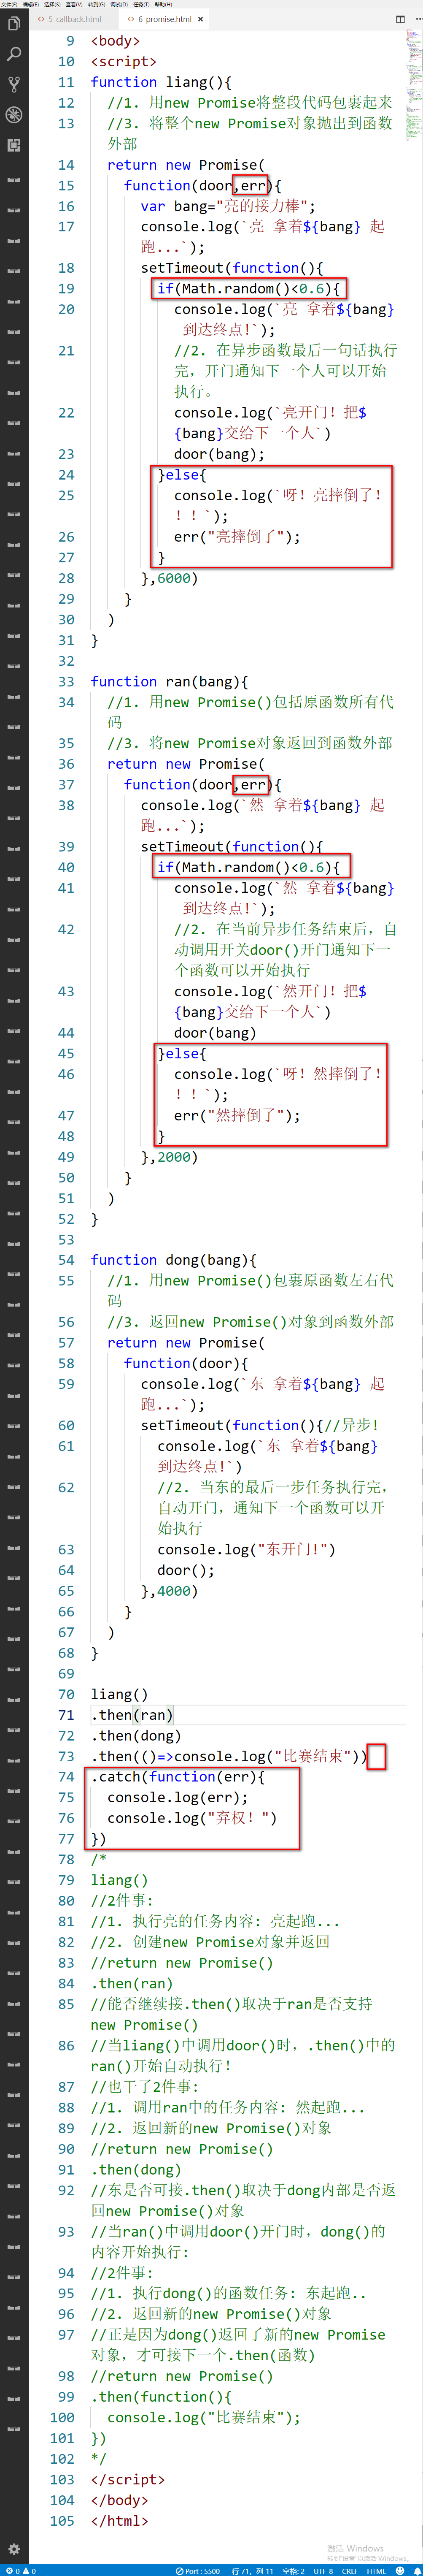 文件(F) 编辑(E) 选择(S) 查看(V) 转到(G) 调试(D) 任务(T) 帮助(H)
5_callback.html 6_promise.html ×
9 <body>
10 <script>
11 function liang(){
12 //1. 用new Promise将整段代码包裹起来
13 //3. 将整个new Promise对象抛出到函数
外部
14 return new Promise(
15 function(door,err){
16 var bang="亮的接力棒";
17 console.log(`亮 拿着${bang} 起
跑...`);
18 setTimeout(function(){
19 if(Math.random()<0.6){
20 console.log(`亮 拿着${bang}
到达终点!`);
21 //2. 在异步函数最后一句话执行
完，开门通知下一个人可以开始
执行。
22 console.log(`亮开门！把$
{bang}交给下一个人`)
23 door(bang);
24 }else{
25 console.log(`呀！亮摔倒了！
！！`);
26 err("亮摔倒了");
27 }
28 },6000)
29 }
30 )
31 }
32
33 function ran(bang){
34 //1. 用new Promise()包括原函数所有代
码
35 //3. 将new Promise对象返回到函数外部
36 return new Promise(
37 function(door,err){
38 console.log(`然 拿着${bang} 起
跑...`);
39 setTimeout(function(){
40 if(Math.random()<0.6){
41 console.log(`然 拿着${bang}
到达终点!`);
42 //2. 在当前异步任务结束后，自
动调用开关door()开门通知下一
个函数可以开始执行
43 console.log(`然开门！把$
{bang}交给下一个人`)
44 door(bang)
45 }else{
46 console.log(`呀！然摔倒了！
！！`);
47 err("然摔倒了");
48 }
49 },2000)
50 }
51 )
52 }
53
54 function dong(bang){
55 //1. 用new Promise()包裹原函数左右代
码
56 //3. 返回new Promise()对象到函数外部
57 return new Promise(
58 function(door){
59 console.log(`东 拿着${bang} 起
跑...`);
60 setTimeout(function(){//异步!
61 console.log(`东 拿着${bang}
到达终点!`)
62 //2. 当东的最后一步任务执行完，
自动开门，通知下一个函数可以开
始执行
63 console.log("东开门!")
64 door();
65 },4000)
66 }
67 )
68 }
69
70 liang()
71 .then(ran)
72 .then(dong)
73 .then(()=>console.log("比赛结束"))
74 .catch(function(err){
75 console.log(err);
76 console.log("弃权！")
77 })
78 /*
79 liang()
80 //2件事:
81 //1. 执行亮的任务内容: 亮起跑...
82 //2. 创建new Promise对象并返回
83 //return new Promise()
84 .then(ran)
85 //能否继续接.then()取决于ran是否支持
new Promise()
86 //当liang()中调用door()时，.then()中的
ran()开始自动执行！
87 //也干了2件事:
88 //1. 调用ran中的任务内容: 然起跑...
89 //2. 返回新的new Promise()对象
90 //return new Promise()
91 .then(dong)
92 //东是否可接.then()取决于dong内部是否返
回new Promise()对象
93 //当ran()中调用door()开门时，dong()的
内容开始执行:
94 //2件事:
95 //1. 执行dong()的函数任务: 东起跑..
96 //2. 返回新的new Promise()对象
97 //正是因为dong()返回了新的new Promise
对象，才可接下一个.then(函数)
98 //return new Promise()
99 .then(function(){
100 console.log("比赛结束");
101 })
102 */
103 </script>
104 </body>
105 </html>
激活 Windows
转到"设置"以激活 Windows。
0 0 Port : 5500 行 71，列 11 空格: 2 UTF-8 CRLF HTML